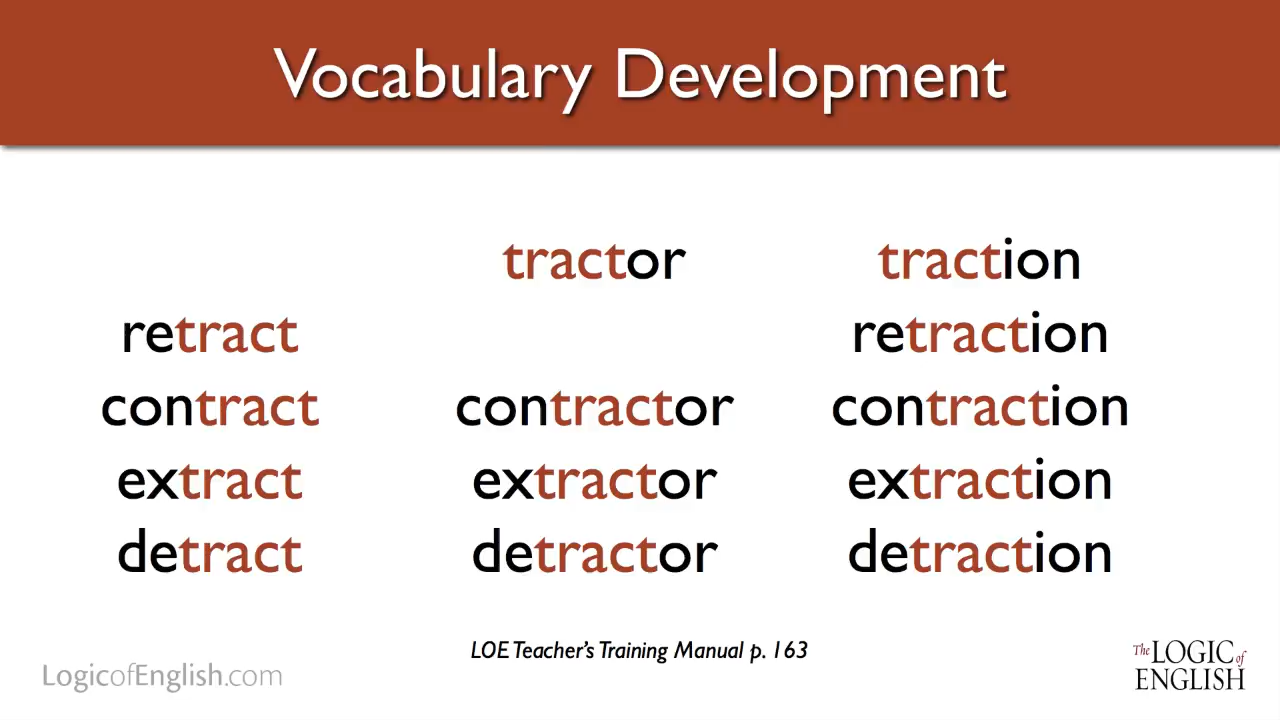 Vocabulary Development
tractor traction
retract retraction
contract contractor contraction
extract extractor extraction
detract detractor detraction
LOE Teacher's Training Manual p. 163
LogicofEnglish.com
The LOGIC of
ENGLISH